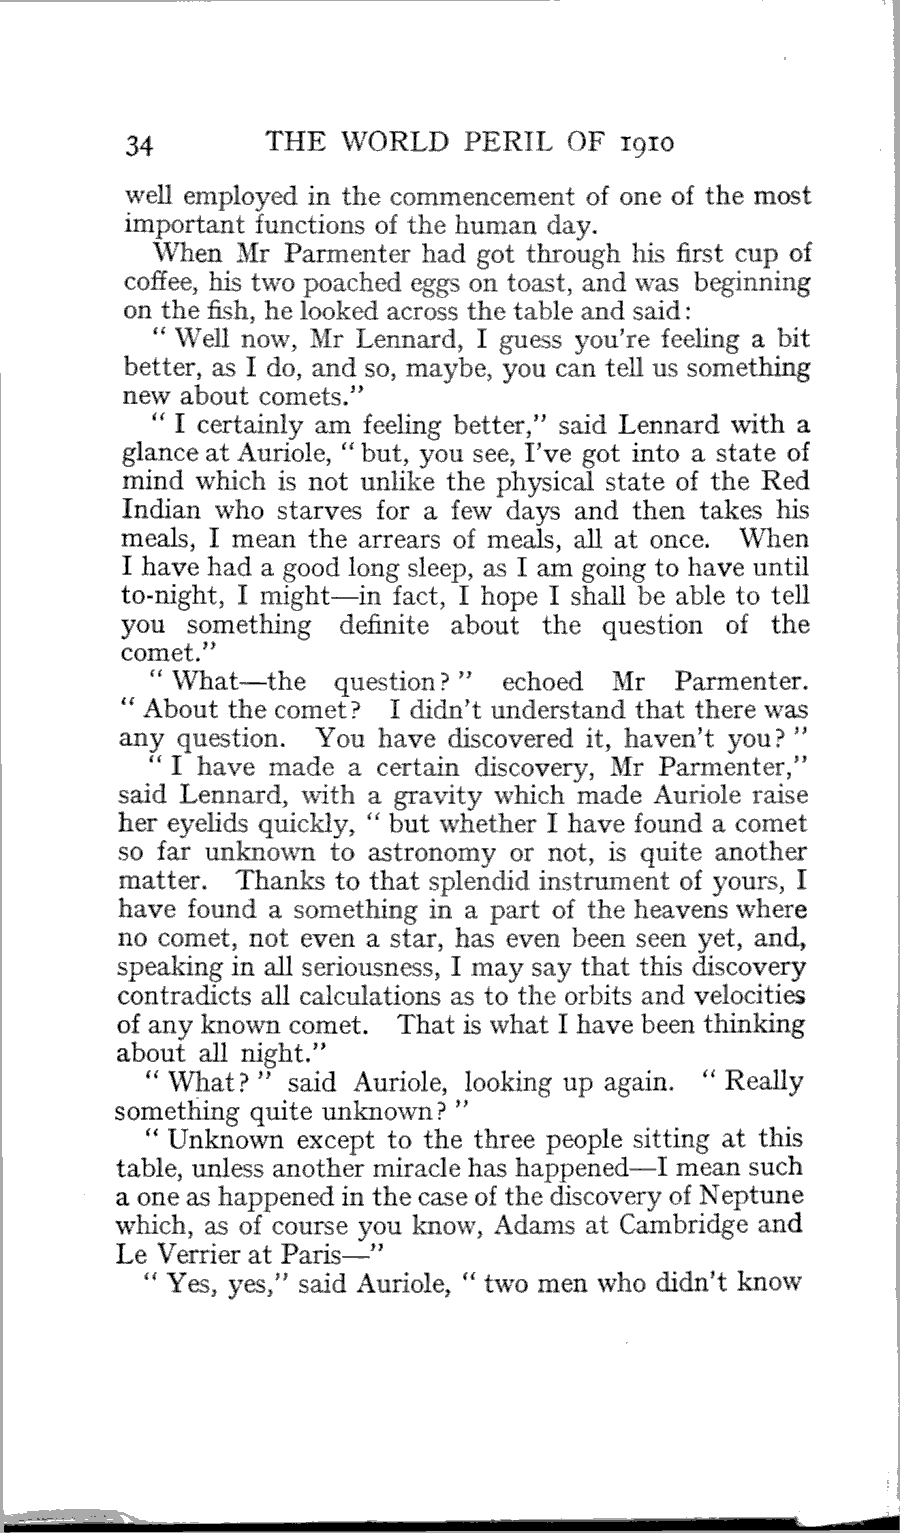 34 THE WORLD PERIL OF 1910
well employed in the commencement of one of the most
important functions of the human day.
When Mr Parmenter had got through his first cup of
coffee, his two poached eggs on toast, and was beginning
on the fish, he looked across the table and said:
“ Well now, Mr Lennard, I guess you're feeling a bit
better, as I do, and so, maybe, you can tell us something
new about comets.”
“ I certainly am feeling better,” said Lennard with a
glance at Auriole, “ but, you see, I've got into a state of
mind which is not unlike the physical state of the Red
Indian who starves for a few days and then takes his
meals, I mean the arrears of meals, all at once. When
I have had a good long sleep, as I am going to have until
to-night, I might—in fact, I hope I shall be able to tell
you something definite about the question of the
comet.”
“ What—the question? ” echoed Mr Parmenter.
“ About the comet? I didn't understand that there was
any question. You have discovered it, haven't you? ”
“ I have made a certain discovery, Mr Parmenter,”
said Lennard, with a gravity which made Auriole raise
her eyelids quickly, “ but whether I have found a comet
so far unknown to astronomy or not, is quite another
matter. Thanks to that splendid instrument of yours, I
have found a something in a part of the heavens where
no comet, not even a star, has even been seen yet, and,
speaking in all seriousness, I may say that this discovery
contradicts all calculations as to the orbits and velocities
of any known comet. That is what I have been thinking
about all night.”
“ What? ” said Auriole, looking up again. “ Really
something quite unknown? ”
“ Unknown except to the three people sitting at this
table, unless another miracle has happened—I mean such
a one as happened in the case of the discovery of Neptune
which, as of course you know, Adams at Cambridge and
Le Verrier at Paris—”
“ Yes, yes,” said Auriole, “ two men who didn't know